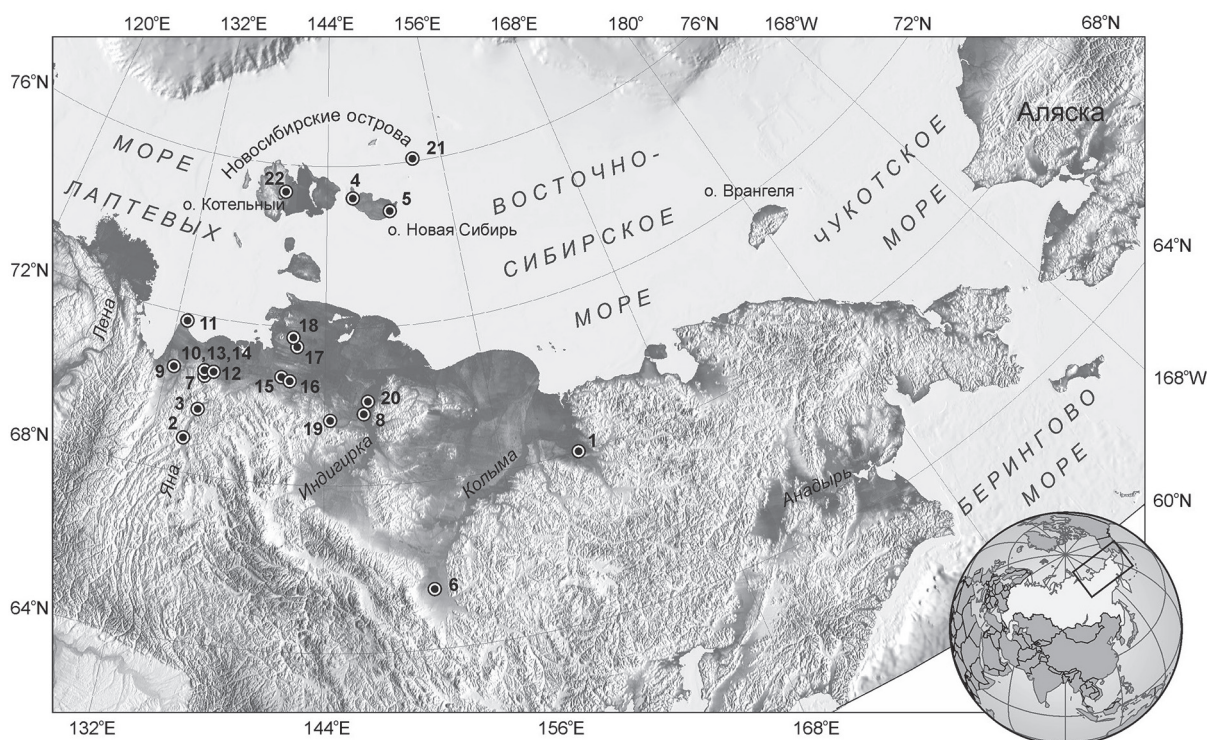 120°E 132°E 144°E 156°E 168°E 180° 76°N 168°W 72°N 68°N
76°N
Аляска
Новосибирские острова
21
МОРЕ
ЛАПТЕВЫХ
22
4
5
о. Котельный
о. Новая Сибирь
ВОСТОЧНО-
СИБИРСКОЕ
МОРЕ
о. Врангеля
ЧУКОТСКОЕ
МОРЕ
64°N
72°N
Лена
11
18
17
10,13,14
9
7
12
15
16
168°W
3
20
8
19
2
68°N
1
Яна
Индигирка
Колыма
Анадырь
БЕРИНГОВО
МОРЕ
60°N
6
64°N
132°E 144°E 156°E 168°E